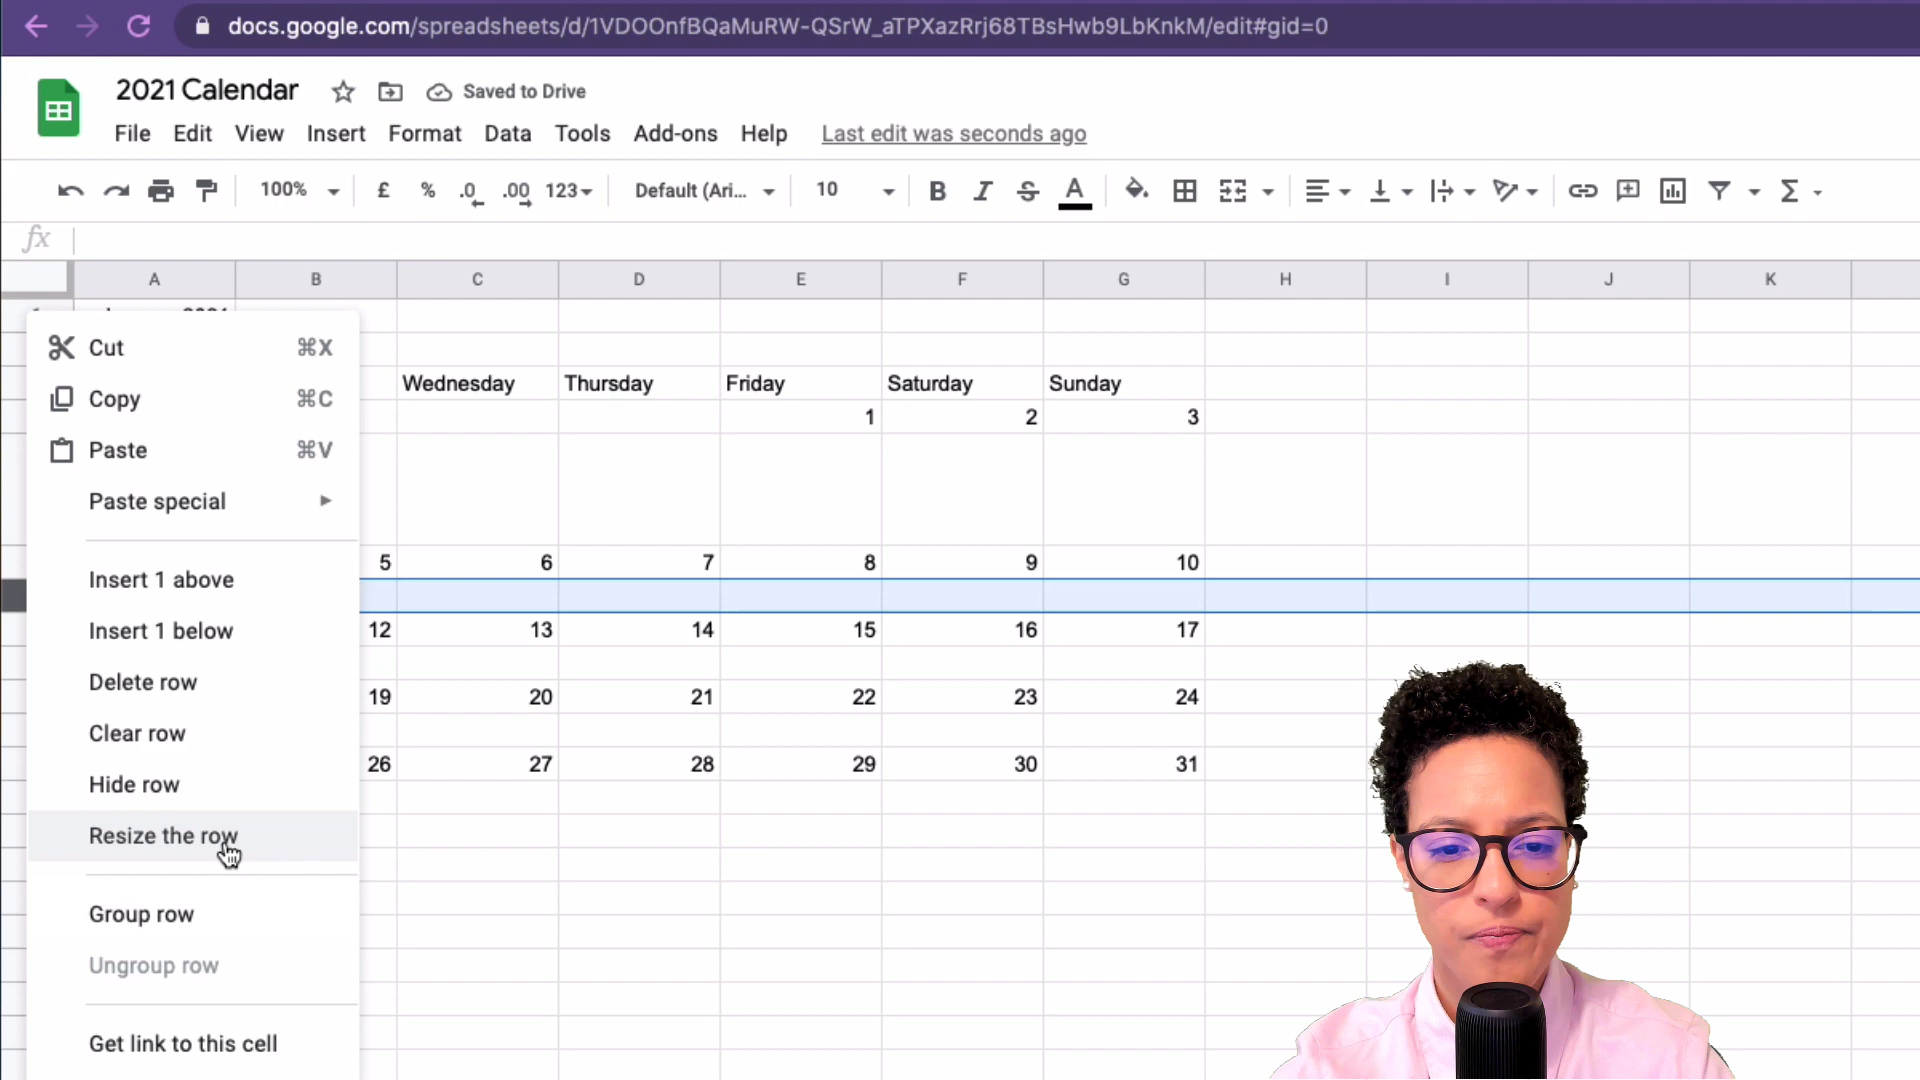 docs.google.com/spreadsheets/d/1VDOOnfBQaMuRW-QSrW_aTPXazRrj68TBsHwb9LbKnkM/edit#gid=0
2021 Calendar Saved to Drive
File Edit View Insert Format Data Tools Add-ons Help Last edit was seconds ago
100% £ % .0 .00 123 Default (Ari... 10 B I S A Σ
fx
A B C D E F G H I J K
Cut ⌘X
Wednesday Thursday Friday Saturday Sunday
Copy ⌘C
1 2 3
Paste ⌘V
Paste special
5 6 7 8 9 10
Insert 1 above
Insert 1 below
12 13 14 15 16 17
Delete row
19 20 21 22 23 24
Clear row
26 27 28 29 30 31
Hide row
Resize the row
Group row
Ungroup row
Get link to this cell